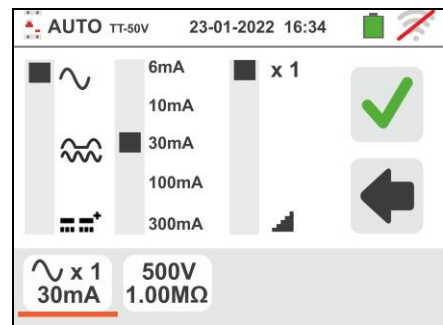 AUTO TT-50V 23-01-2022 16:34
6mA x 1
10mA
30mA
100mA
300mA
x 1 500V
30mA 1.00MΩ